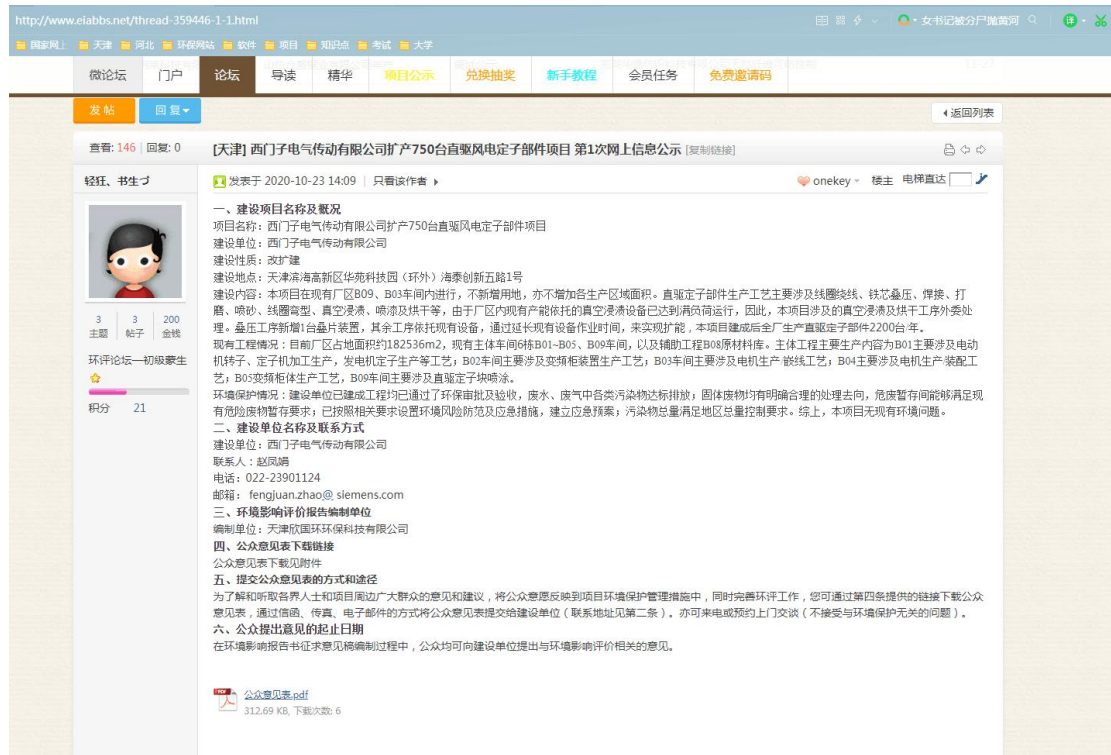 http://www.eiabbs.net/thread-359446-1-1.html
女书记被分尸抛黄河
国家网上 天津 河北 环保网站 软件 项目 知识点 考试 大学
微论坛 门户 论坛 导读 精华 项目公示 兑换抽奖 新手教程 会员任务 免费邀请码
发帖 回复 返回列表
查看: 146 | 回复: 0
[天津] 西门子电气传动有限公司扩产750台直驱风电定子部件项目 第1次网上信息公示 [复制链接]
轻狂、书生づ
发表于 2020-10-23 14:09 | 只看该作者
onekey 楼主 电梯直达
3 3 200
主题 帖子 金钱
环评论坛—初级蒙生
积分 21
一、建设项目名称及概况
项目名称：西门子电气传动有限公司扩产750台直驱风电定子部件项目
建设单位：西门子电气传动有限公司
建设性质：改扩建
建设地点：天津滨海高新区华苑科技园（环外）海泰创新五路1号
建设内容：本项目在现有厂区B09、B03车间内进行，不新增用地，亦不增加各生产区域面积。直驱定子部件生产工艺主要涉及线圈绕线、铁芯叠压、焊接、打
磨、喷砂、线圈弯型、真空浸漆、喷漆及烘干等，由于厂区内现有产能依托的真空浸漆设备已达到满负荷运行，因此，本项目涉及的真空浸漆及烘干工序外委处
理。叠压工序新增1台叠片装置，其余工序依托现有设备，通过延长现有设备作业时间，来实现扩能，本项目建成后全厂生产直驱定子部件2200台/年。
现有工程情况：目前厂区占地面积约182536m2，现有主体车间6栋B01~B05、B09车间，以及辅助工程B08原材料库。主体工程主要生产内容为B01主要涉及电动
机转子、定子机加工生产，发电机定子生产等工艺；B02车间主要涉及变频柜装置生产工艺；B03车间主要涉及电机生产/嵌线工艺；B04主要涉及电机生产装配工
艺；B05变频柜体生产工艺，B09车间主要涉及直驱定子块喷涂。
环境保护情况：建设单位已建成工程均已通过了环保审批及验收，废水、废气中各类污染物达标排放；固体废物均有明确合理的处理去向，危废暂存间能够满足现
有危险废物暂存要求；已按照相关要求设置环境风险防范及应急措施，建立应急预案；污染物总量满足地区总量控制要求。综上，本项目无现有环境问题。
二、建设单位名称及联系方式
建设单位：西门子电气传动有限公司
联系人：赵凤娟
电话：022-23901124
邮箱： fengjuan.zhao@ siemens.com
三、环境影响评价报告编制单位
编制单位：天津欣国环环保科技有限公司
四、公众意见表下载链接
公众意见表下载见附件
五、提交公众意见表的方式和途径
为了解和听取各界人士和项目周边广大群众的意见和建议，将公众意愿反映到项目环境保护管理措施中，同时完善环评工作，您可通过第四条提供的链接下载公众
意见表，通过信函、传真、电子邮件的方式将公众意见表提交给建设单位（联系地址见第二条）。亦可来电或预约上门交谈（不接受与环境保护无关的问题）。
六、公众提出意见的起止日期
在环境影响报告书征求意见稿编制过程中，公众均可向建设单位提出与环境影响评价相关的意见。
公众意见表.pdf
312.69 KB, 下载次数: 6